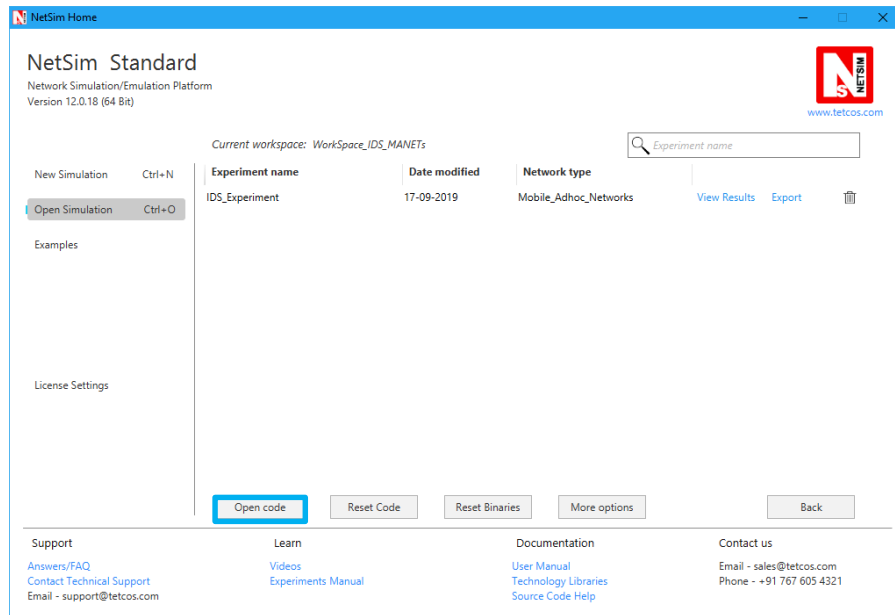 NetSim Home
NetSim Standard
Network Simulation/Emulation Platform
Version 12.0.18 (64 Bit)
NETSIM
www.tetcos.com
Current workspace: WorkSpace_IDS_MANETs
Experiment name
New Simulation Ctrl+N
Open Simulation Ctrl+O
Examples
License Settings
Experiment name Date modified Network type
IDS_Experiment 17-09-2019 Mobile_Adhoc_Networks View Results Export
Open code Reset Code Reset Binaries More options Back
Support
Answers/FAQ
Contact Technical Support
Email - support@tetcos.com
Learn
Videos
Experiments Manual
Documentation
User Manual
Technology Libraries
Source Code Help
Contact us
Email - sales@tetcos.com
Phone - +91 767 605 4321